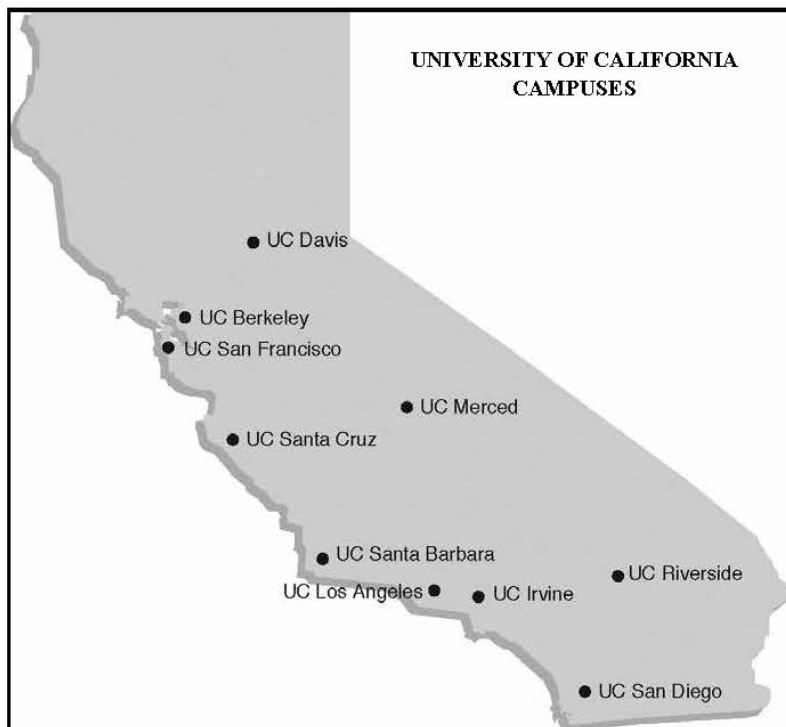 UNIVERSITY OF CALIFORNIA
CAMPUSES
UC Davis
UC Berkeley
UC San Francisco
UC Merced
UC Santa Cruz
UC Santa Barbara
UC Riverside
UC Los Angeles
UC Irvine
UC San Diego